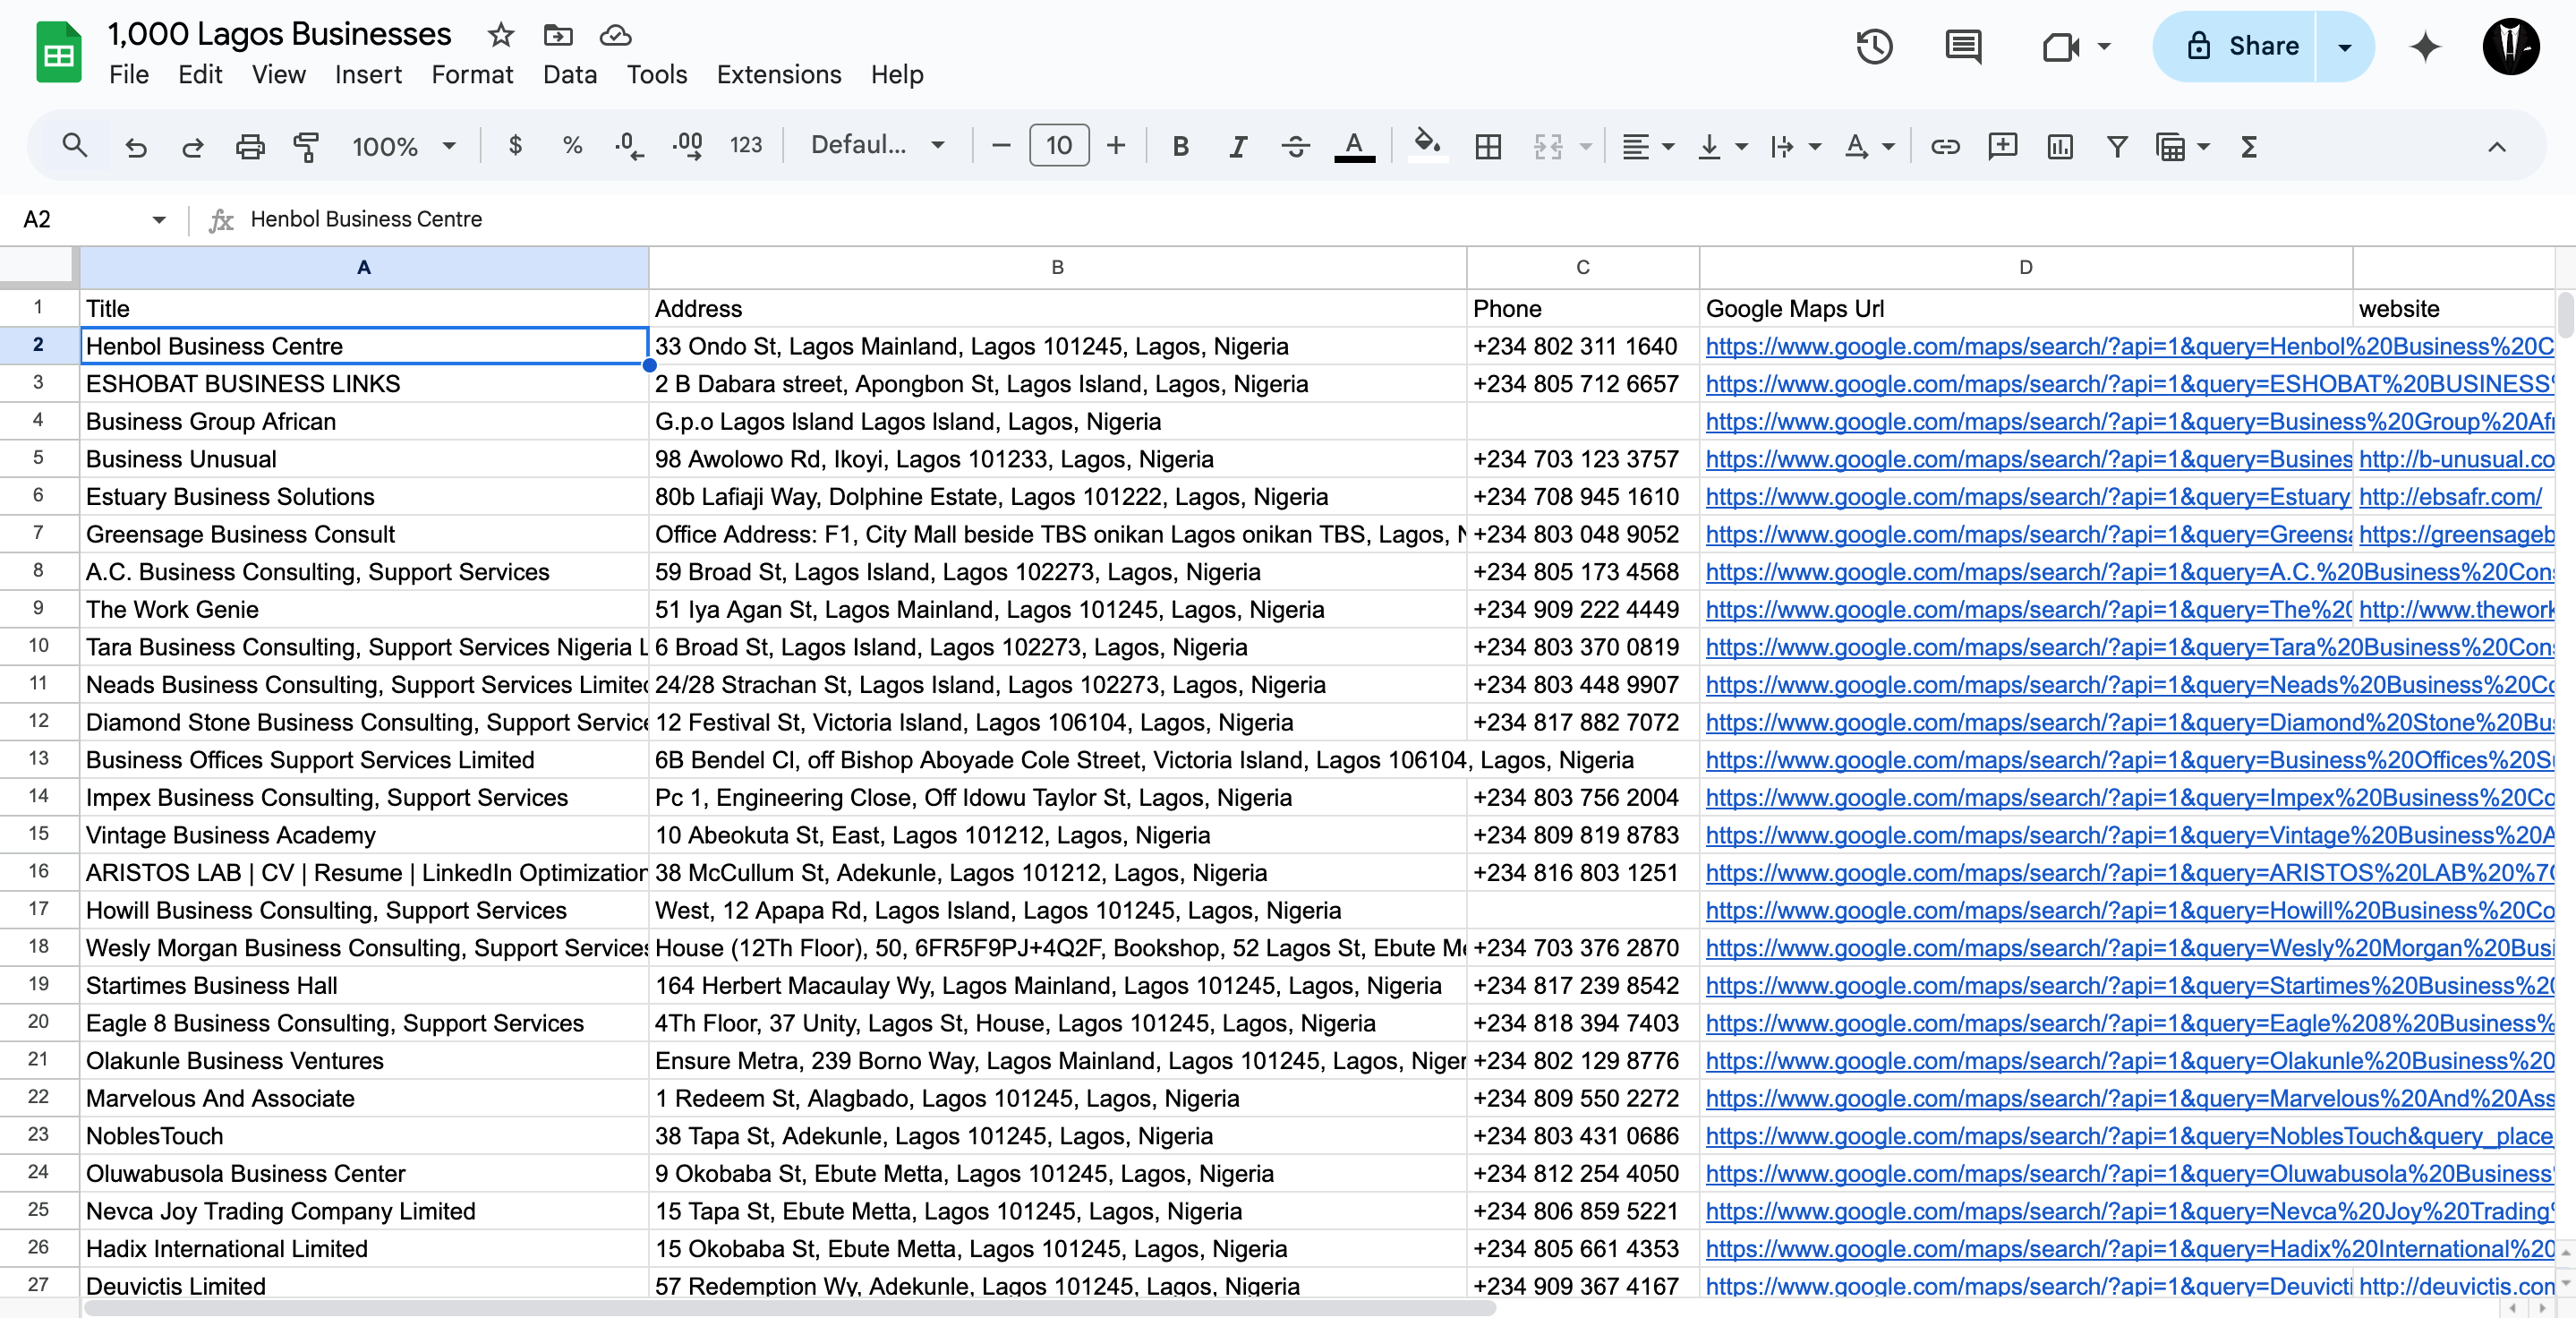 1,000 Lagos Businesses
File Edit View Insert Format Data Tools Extensions Help
Share
100% $ % .0 .00 123 Defaul... 10 B I A A Σ
A2 fx Henbol Business Centre
A B C D
1 Title Address Phone Google Maps Url website
2 Henbol Business Centre 33 Ondo St, Lagos Mainland, Lagos 101245, Lagos, Nigeria +234 802 311 1640 https://www.google.com/maps/search/?api=1&query=Henbol%20Business%20C
3 ESHOBAT BUSINESS LINKS 2 B Dabara street, Apongbon St, Lagos Island, Lagos, Nigeria +234 805 712 6657 https://www.google.com/maps/search/?api=1&query=ESHOBAT%20BUSINESS
4 Business Group African G.p.o Lagos Island Lagos Island, Lagos, Nigeria https://www.google.com/maps/search/?api=1&query=Business%20Group%20Afr
5 Business Unusual 98 Awolowo Rd, Ikoyi, Lagos 101233, Lagos, Nigeria +234 703 123 3757 https://www.google.com/maps/search/?api=1&query=Busines http://b-unusual.co
6 Estuary Business Solutions 80b Lafiaji Way, Dolphine Estate, Lagos 101222, Lagos, Nigeria +234 708 945 1610 https://www.google.com/maps/search/?api=1&query=Estuary http://ebsafr.com/
7 Greensage Business Consult Office Address: F1, City Mall beside TBS onikan Lagos onikan TBS, Lagos, N +234 803 048 9052 https://www.google.com/maps/search/?api=1&query=Greensa https://greensageb
8 A.C. Business Consulting, Support Services 59 Broad St, Lagos Island, Lagos 102273, Lagos, Nigeria +234 805 173 4568 https://www.google.com/maps/search/?api=1&query=A.C.%20Business%20Cons
9 The Work Genie 51 Iya Agan St, Lagos Mainland, Lagos 101245, Lagos, Nigeria +234 909 222 4449 https://www.google.com/maps/search/?api=1&query=The%20 http://www.thework
10 Tara Business Consulting, Support Services Nigeria L 6 Broad St, Lagos Island, Lagos 102273, Lagos, Nigeria +234 803 370 0819 https://www.google.com/maps/search/?api=1&query=Tara%20Business%20Cons
11 Neads Business Consulting, Support Services Limited 24/28 Strachan St, Lagos Island, Lagos 102273, Lagos, Nigeria +234 803 448 9907 https://www.google.com/maps/search/?api=1&query=Neads%20Business%20Co
12 Diamond Stone Business Consulting, Support Service 12 Festival St, Victoria Island, Lagos 106104, Lagos, Nigeria +234 817 882 7072 https://www.google.com/maps/search/?api=1&query=Diamond%20Stone%20Bus
13 Business Offices Support Services Limited 6B Bendel Cl, off Bishop Aboyade Cole Street, Victoria Island, Lagos 106104, Lagos, Nigeria https://www.google.com/maps/search/?api=1&query=Business%20Offices%20Su
14 Impex Business Consulting, Support Services Pc 1, Engineering Close, Off Idowu Taylor St, Lagos, Nigeria +234 803 756 2004 https://www.google.com/maps/search/?api=1&query=Impex%20Business%20Co
15 Vintage Business Academy 10 Abeokuta St, East, Lagos 101212, Lagos, Nigeria +234 809 819 8783 https://www.google.com/maps/search/?api=1&query=Vintage%20Business%20A
16 ARISTOS LAB | CV | Resume | LinkedIn Optimization 38 McCullum St, Adekunle, Lagos 101212, Lagos, Nigeria +234 816 803 1251 https://www.google.com/maps/search/?api=1&query=ARISTOS%20LAB%20%7C
17 Howill Business Consulting, Support Services West, 12 Apapa Rd, Lagos Island, Lagos 101245, Lagos, Nigeria https://www.google.com/maps/search/?api=1&query=Howill%20Business%20Co
18 Wesly Morgan Business Consulting, Support Services House (12Th Floor), 50, 6FR5F9PJ+4Q2F, Bookshop, 52 Lagos St, Ebute Me +234 703 376 2870 https://www.google.com/maps/search/?api=1&query=Wesly%20Morgan%20Busi
19 Startimes Business Hall 164 Herbert Macaulay Wy, Lagos Mainland, Lagos 101245, Lagos, Nigeria +234 817 239 8542 https://www.google.com/maps/search/?api=1&query=Startimes%20Business%20
20 Eagle 8 Business Consulting, Support Services 4Th Floor, 37 Unity, Lagos St, House, Lagos 101245, Lagos, Nigeria +234 818 394 7403 https://www.google.com/maps/search/?api=1&query=Eagle%208%20Business%
21 Olakunle Business Ventures Ensure Metra, 239 Borno Way, Lagos Mainland, Lagos 101245, Lagos, Niger +234 802 129 8776 https://www.google.com/maps/search/?api=1&query=Olakunle%20Business%20
22 Marvelous And Associate 1 Redeem St, Alagbado, Lagos 101245, Lagos, Nigeria +234 809 550 2272 https://www.google.com/maps/search/?api=1&query=Marvelous%20And%20Ass
23 NoblesTouch 38 Tapa St, Adekunle, Lagos 101245, Lagos, Nigeria +234 803 431 0686 https://www.google.com/maps/search/?api=1&query=NoblesTouch&query_place
24 Oluwabusola Business Center 9 Okobaba St, Ebute Metta, Lagos 101245, Lagos, Nigeria +234 812 254 4050 https://www.google.com/maps/search/?api=1&query=Oluwabusola%20Business
25 Nevca Joy Trading Company Limited 15 Tapa St, Ebute Metta, Lagos 101245, Lagos, Nigeria +234 806 859 5221 https://www.google.com/maps/search/?api=1&query=Nevca%20Joy%20Trading
26 Hadix International Limited 15 Okobaba St, Ebute Metta, Lagos 101245, Lagos, Nigeria +234 805 661 4353 https://www.google.com/maps/search/?api=1&query=Hadix%20International%20
27 Deuvictis Limited 57 Redemption Wy, Adekunle, Lagos 101245, Lagos, Nigeria +234 909 367 4167 https://www.google.com/maps/search/?api=1&query=Deuvicti http://deuvictis.con